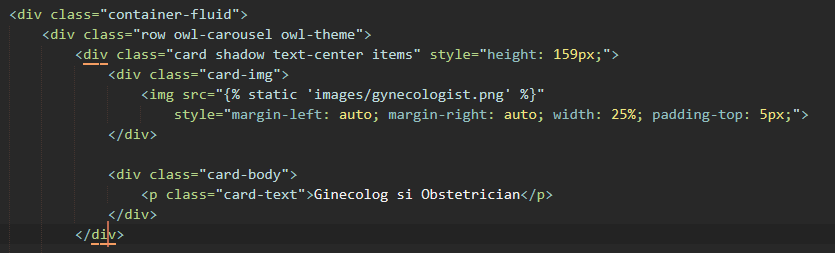 <div class="container-fluid">
<div class="row owl-carousel owl-theme">
<div class="card shadow text-center items" style="height: 159px;">
<div class="card-img">
<img src="{% static 'images/gynecologist.png' %}"
style="margin-left: auto; margin-right: auto; width: 25%; padding-top: 5px;">
</div>
<div class="card-body">
<p class="card-text">Ginecolog si Obstetrician</p>
</div>
</div>